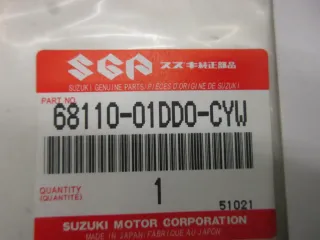 SGP スズキ純正部品
SUZUKI GENUINE PARTS / PIÈCES D'ORIGINE DE SUZUKI
PART NO.
68110-01DD0-CYW
QUANTITY
(QUANTITÉ)
1
51021
SUZUKI MOTOR CORPORATION
MADE IN JAPAN / FABRIQUÉ AU JAPON